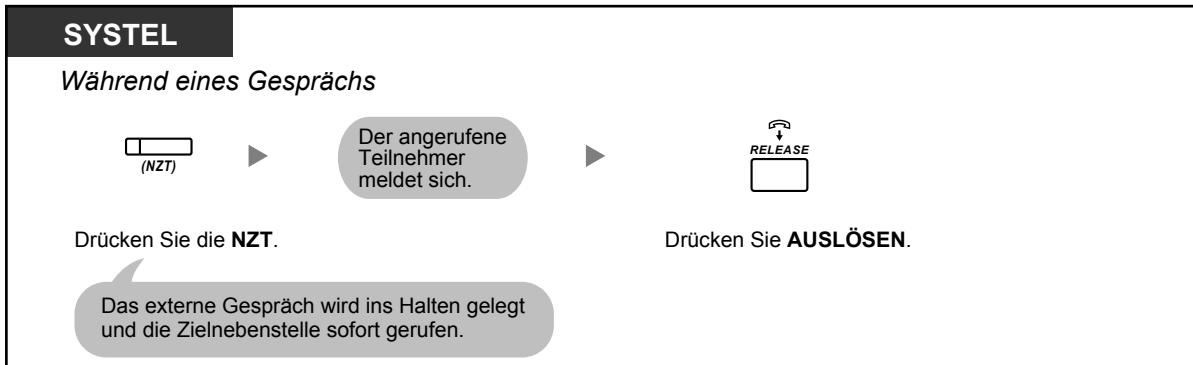 SYSTEL
Während eines Gesprächs
(NZT)
Der angerufene
Teilnehmer
meldet sich.
RELEASE
Drücken Sie die NZT.
Drücken Sie AUSLÖSEN.
Das externe Gespräch wird ins Halten gelegt
und die Zielnebenstelle sofort gerufen.